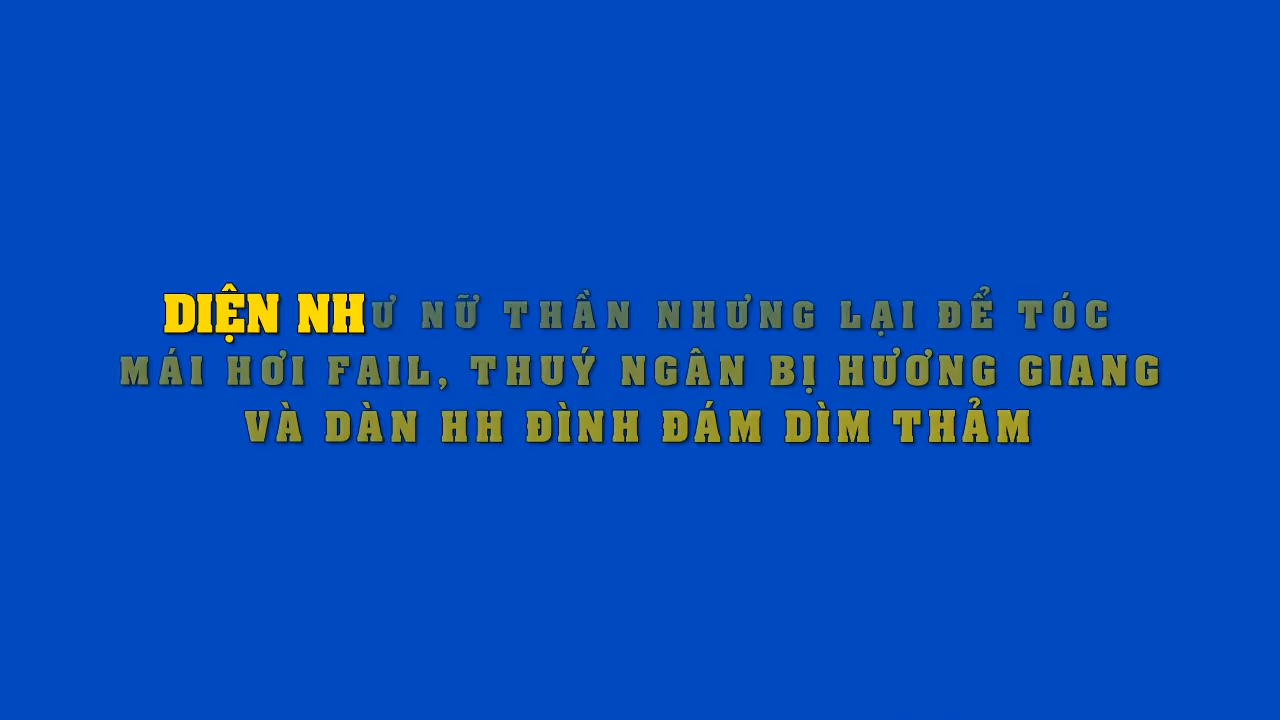 DIỆN NHƯ NỮ THẦN NHƯNG LẠI ĐỂ TÓC
MÁI HƠI FAIL, THUÝ NGÂN BỊ HƯƠNG GIANG
VÀ DÀN HH ĐÌNH ĐÁM DÌM THẢM